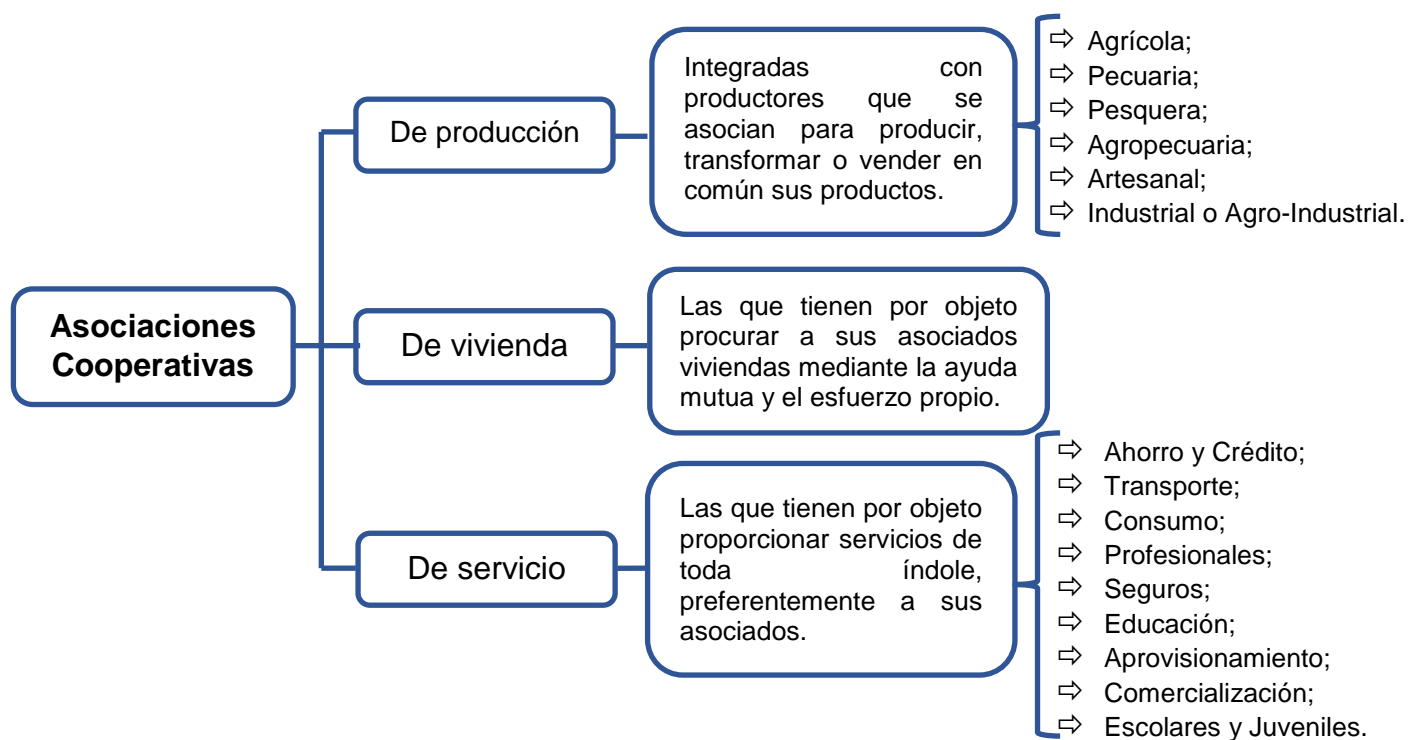 Asociaciones
Cooperativas
De producción
Integradas con
productores que se
asocian para producir,
transformar o vender en
común sus productos.
⇨ Agrícola;
⇨ Pecuaria;
⇨ Pesquera;
⇨ Agropecuaria;
⇨ Artesanal;
⇨ Industrial o Agro-Industrial.
De vivienda
Las que tienen por objeto
procurar a sus asociados
viviendas mediante la ayuda
mutua y el esfuerzo propio.
De servicio
Las que tienen por objeto
proporcionar servicios de
toda índole,
preferentemente a sus
asociados.
⇨ Ahorro y Crédito;
⇨ Transporte;
⇨ Consumo;
⇨ Profesionales;
⇨ Seguros;
⇨ Educación;
⇨ Aprovisionamiento;
⇨ Comercialización;
⇨ Escolares y Juveniles.